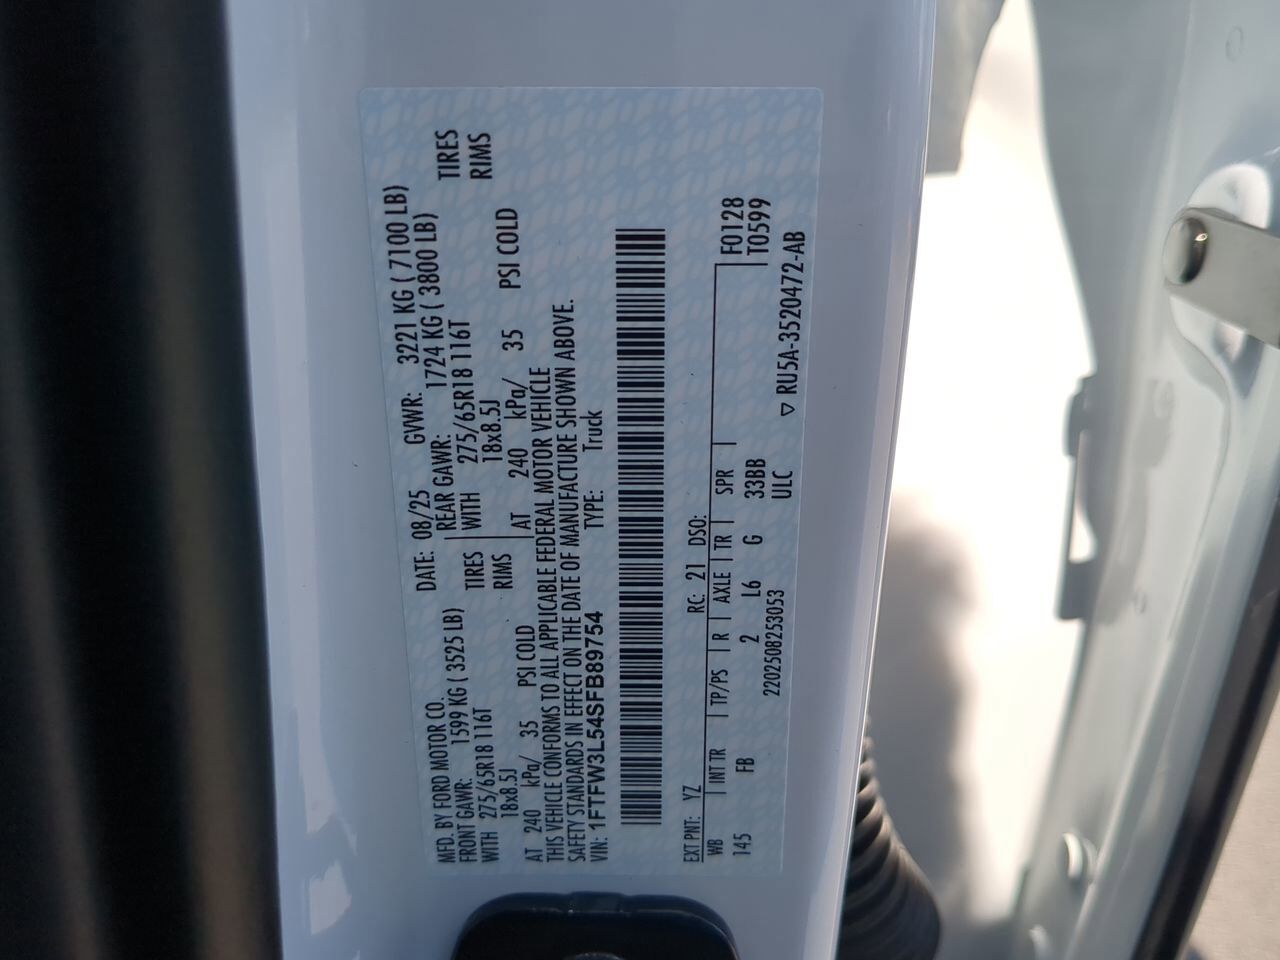 MFD. BY FORD MOTOR CO. DATE: 08/25 GVWR: 3221 KG ( 7100 LB)
FRONT GAWR: 1599 KG ( 3525 LB) REAR GAWR: 1724 KG ( 3800 LB)
WITH 275/65R18 116T TIRES WITH 275/65R18 116T TIRES
18x8.5J RIMS 18x8.5J RIMS
AT 240 kPa/ 35 PSI COLD AT 240 kPa/ 35 PSI COLD
THIS VEHICLE CONFORMS TO ALL APPLICABLE FEDERAL MOTOR VEHICLE
SAFETY STANDARDS IN EFFECT ON THE DATE OF MANUFACTURE SHOWN ABOVE.
VIN: 1FTFW3L54SFB89754 TYPE: Truck
EXT PNT: YZ RC: 21 DSO: F0128
WB INT TR TP/PS R AXLE TR SPR T0599
145 FB 2 L6 G 33BB
2202508253053 ULC ▽ RU5A-3520472-AB